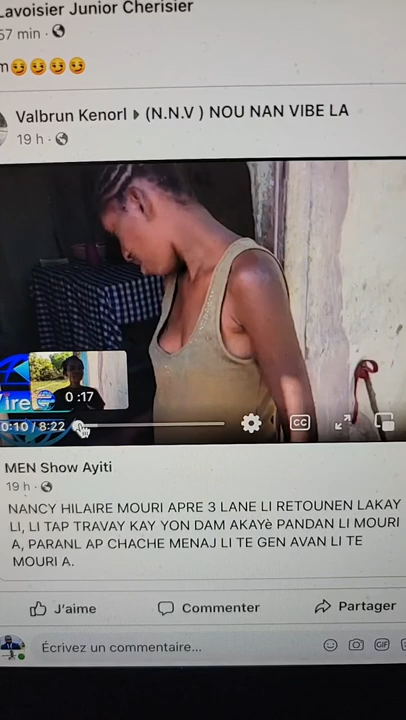 Lavoisier Junior Cherisier
57 min ·
Valbrun Kenorl ▸ (N.N.V ) NOU NAN VIBE LA
19 h ·
0:17
0:10 / 8:22
CC
MEN Show Ayiti
19 h ·
NANCY HILAIRE MOURI APRE 3 LANE LI RETOUNEN LAKAY
LI, LI TAP TRAVAY KAY YON DAM AKAYè PANDAN LI MOURI
A, PARANL AP CHACHE MENAJ LI TE GEN AVAN LI TE
MOURI A.
J'aime Commenter Partager
Écrivez un commentaire...
GIF